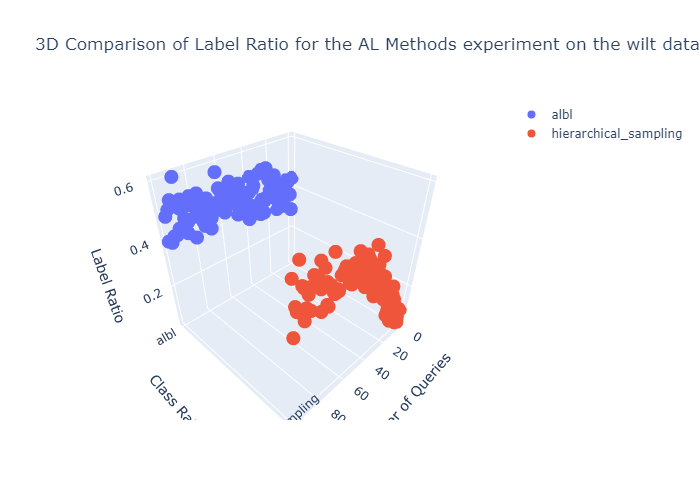 3D Comparison of Label Ratio for the AL Methods experiment on the wilt data
albl
hierarchical_sampling
0.6
0.4
0.2
Label Ratio
albl
Class Ra
mpling
80
60
40
20
0
er of Queries